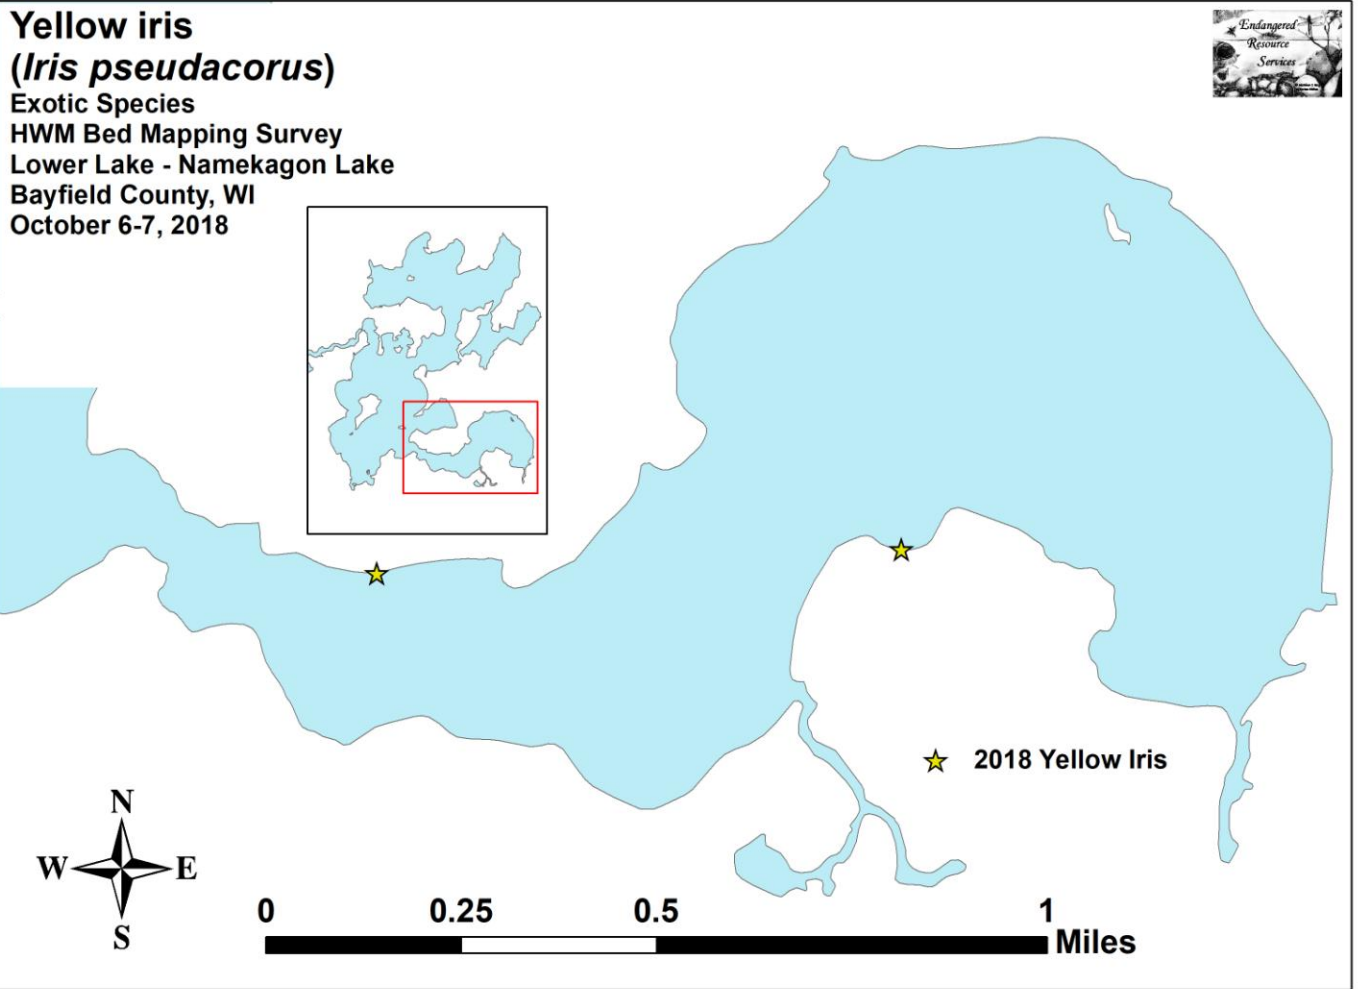 Yellow iris
(Iris pseudacorus)
Exotic Species
HWM Bed Mapping Survey
Lower Lake - Namekagon Lake
Bayfield County, WI
October 6-7, 2018
Endangered
Resource
Services
2018 Yellow Iris
N
W E
S
0 0.25 0.5 1
Miles